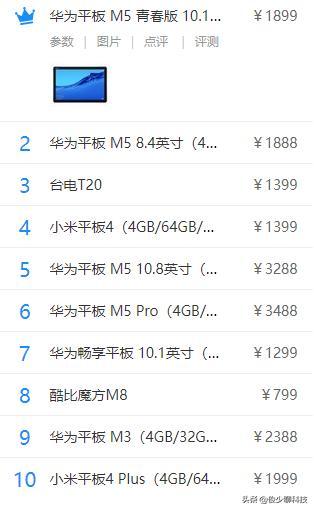 华为平板 M5 青春版 10.1... ￥1899
参数 | 图片 | 点评 | 评测
2 华为平板 M5 8.4英寸（4... ￥1888
3 台电T20 ￥1399
4 小米平板4（4GB/64GB/... ￥1399
5 华为平板 M5 10.8英寸（... ￥3288
6 华为平板 M5 Pro（4GB/... ￥3488
7 华为畅享平板 10.1英寸（... ￥1299
8 酷比魔方M8 ￥799
9 华为平板 M3（4GB/32G... ￥2388
10 小米平板4 Plus（4GB/64... ￥1999
头条 @俊少聊科技